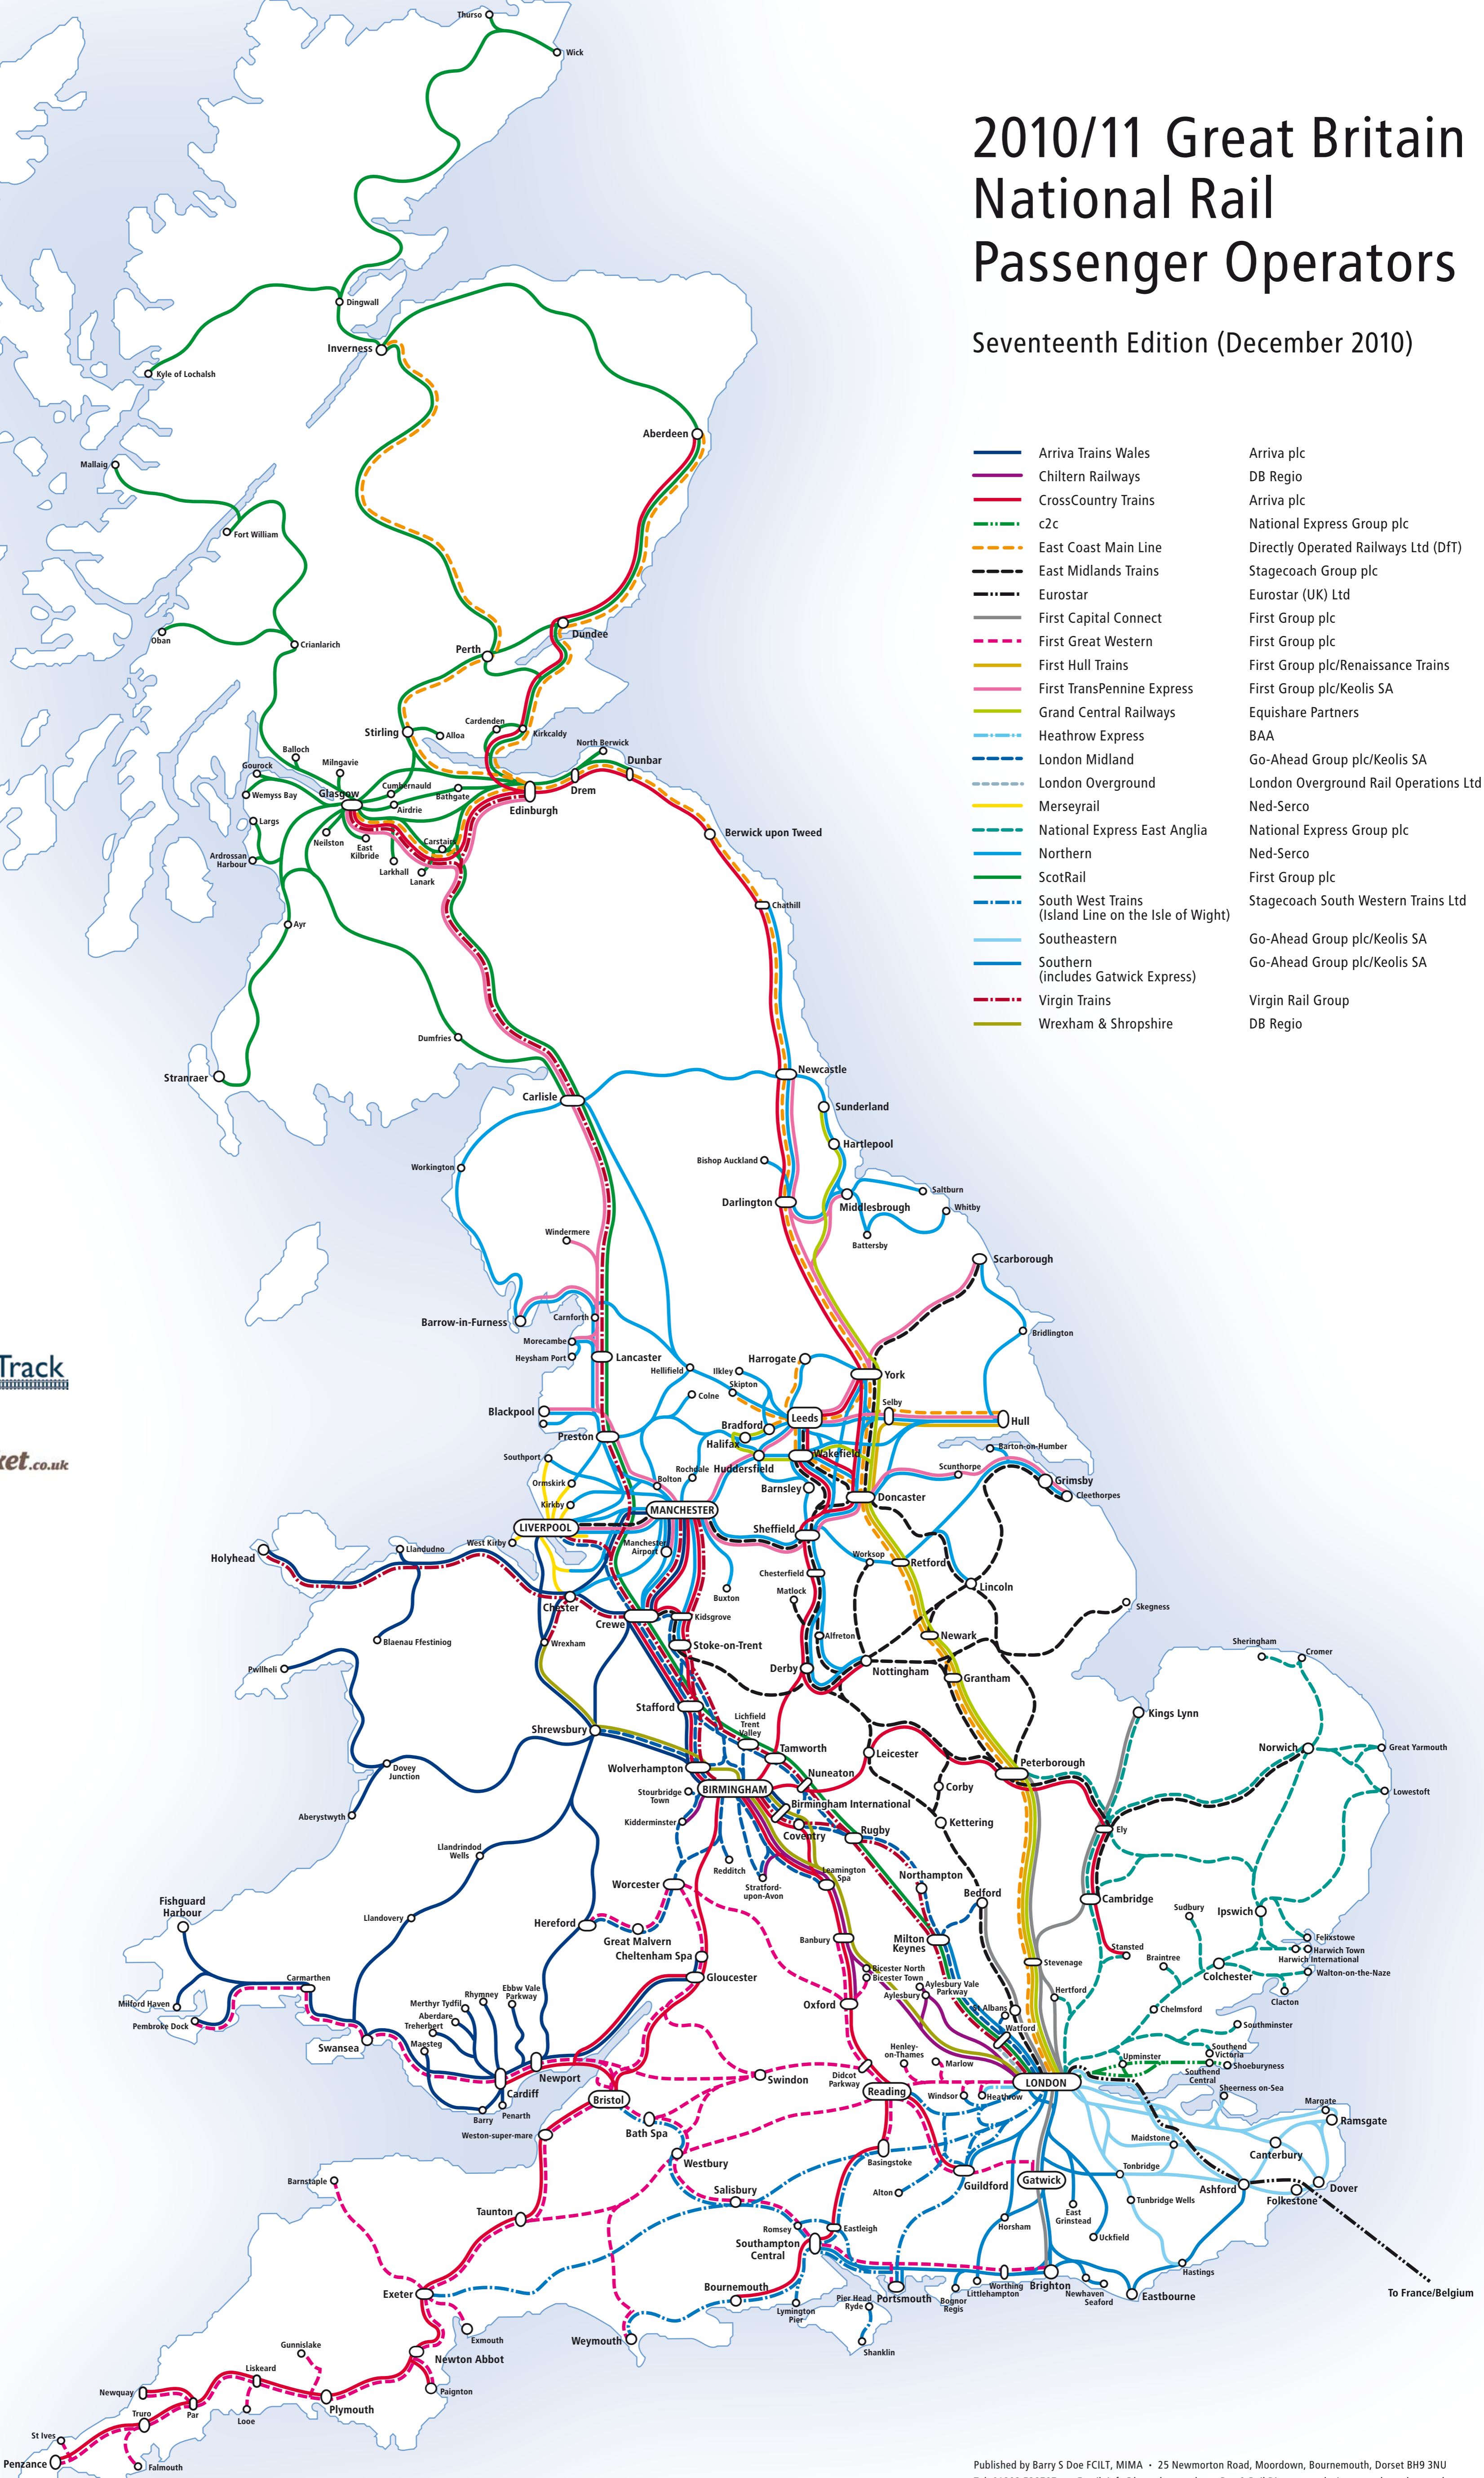 2010/11 Great Britain
National Rail
Passenger Operators
Seventeenth Edition (December 2010)
Arriva Trains Wales Arriva plc
Chiltern Railways DB Regio
CrossCountry Trains Arriva plc
c2c National Express Group plc
East Coast Main Line Directly Operated Railways Ltd (DfT)
East Midlands Trains Stagecoach Group plc
Eurostar Eurostar (UK) Ltd
First Capital Connect First Group plc
First Great Western First Group plc
First Hull Trains First Group plc/Renaissance Trains
First TransPennine Express First Group plc/Keolis SA
Grand Central Railways Equishare Partners
Heathrow Express BAA
London Midland Go-Ahead Group plc/Keolis SA
London Overground London Overground Rail Operations Ltd
Merseyrail Ned-Serco
National Express East Anglia National Express Group plc
Northern Ned-Serco
ScotRail First Group plc
South West Trains Stagecoach South Western Trains Ltd
(Island Line on the Isle of Wight)
Southeastern Go-Ahead Group plc/Keolis SA
Southern Go-Ahead Group plc/Keolis SA
(includes Gatwick Express)
Virgin Trains Virgin Rail Group
Wrexham & Shropshire DB Regio
Thurso
Wick
Dingwall
Inverness
Kyle of Lochalsh
Aberdeen
Mallaig
Fort William
Oban
Crianlarich
Dundee
Perth
Cardenden
Kirkcaldy
Stirling
Alloa
North Berwick
Dunbar
Balloch
Milngavie
Gourock
Cumbernauld
Bathgate
Drem
Wemyss Bay
Glasgow
Airdrie
Edinburgh
Largs
Neilston
East
Kilbride
Carstairs
Berwick upon Tweed
Ardrossan
Harbour
Larkhall
Lanark
Chathill
Ayr
Dumfries
Stranraer
Newcastle
Carlisle
Sunderland
Hartlepool
Workington
Bishop Auckland
Saltburn
Darlington
Middlesbrough
Whitby
Windermere
Battersby
Scarborough
Barrow-in-Furness
Carnforth
Bridlington
Morecambe
Heysham Port
Lancaster
Track
Hellifield
Ilkley
Harrogate
York
Skipton
Colne
Selby
Blackpool
Leeds
Hull
Bradford
Preston
Halifax
Wakefield
Barton-on-Humber
ket.co.uk
Southport
Rochdale
Huddersfield
Scunthorpe
Ormskirk
Bolton
Barnsley
Grimsby
Cleethorpes
Kirkby
MANCHESTER
Doncaster
LIVERPOOL
Sheffield
West Kirby
Manchester
Airport
Holyhead
Llandudno
Worksop
Retford
Chesterfield
Lincoln
Buxton
Matlock
Chester
Skegness
Crewe
Kidsgrove
Wrexham
Stoke-on-Trent
Alfreton
Newark
Blaenau Ffestiniog
Sheringham
Cromer
Pwllheli
Derby
Nottingham
Grantham
Stafford
Kings Lynn
Shrewsbury
Lichfield
Trent
Valley
Tamworth
Leicester
Norwich
Great Yarmouth
Dovey
Junction
Wolverhampton
Nuneaton
Peterborough
Stourbridge
Town
BIRMINGHAM
Corby
Lowestoft
Aberystwyth
Kidderminster
Birmingham International
Kettering
Coventry
Rugby
Ely
Llandrindod
Wells
Redditch
Leamington
Spa
Northampton
Worcester
Stratford-
upon-Avon
Bedford
Cambridge
Fishguard
Harbour
Llandovery
Hereford
Great Malvern
Sudbury
Ipswich
Banbury
Milton
Keynes
Felixstowe
Harwich Town
Harwich International
Cheltenham Spa
Stansted
Braintree
Stevenage
Carmarthen
Gloucester
Bicester North
Bicester Town
Colchester
Walton-on-the-Naze
Milford Haven
Merthyr Tydfil
Rhymney
Ebbw Vale
Parkway
Aylesbury Vale
Parkway
Aylesbury
Hertford
Clacton
Pembroke Dock
Aberdare
Treherbert
Oxford
St Albans
Chelmsford
Swansea
Maesteg
Watford
Southminster
Henley-
on-Thames
Marlow
Upminster
Southend
Victoria
Newport
Didcot
Parkway
Southend
Central
Shoeburyness
Cardiff
Swindon
LONDON
Barry
Penarth
Bristol
Reading
Windsor
Heathrow
Sheerness on-Sea
Weston-super-mare
Bath Spa
Margate
Ramsgate
Maidstone
Canterbury
Westbury
Basingstoke
Tonbridge
Barnstaple
Guildford
Gatwick
Ashford
Dover
Folkestone
Salisbury
Alton
Tunbridge Wells
Taunton
East
Grinstead
Horsham
Romsey
Eastleigh
Uckfield
Southampton
Central
Hastings
Exeter
Bournemouth
Lymington
Pier
Pier Head
Ryde
Portsmouth
Bognor
Regis
Littlehampton
Worthing
Brighton
Newhaven
Seaford
Eastbourne
To France/Belgium
Exmouth
Weymouth
Shanklin
Gunnislake
Newton Abbot
Liskeard
Newquay
Paignton
Truro
Par
Looe
Plymouth
St Ives
Penzance
Falmouth
Published by Barry S Doe FCILT, MIMA • 25 Newmorton Road, Moordown, Bournemouth, Dorset BH9 3NU